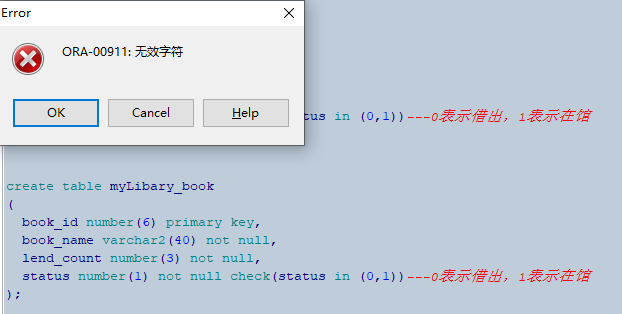 Error
ORA-00911: 无效字符
OK
Cancel
Help
tus in (0,1))---0表示借出，1表示在馆
create table myLibary_book
(
book_id number(6) primary key,
book_name varchar2(40) not null,
lend_count number(3) not null,
status number(1) not null check(status in (0,1))---0表示借出，1表示在馆
);